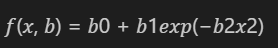 𝑓(𝑥, 𝑏) = 𝑏0 + 𝑏1𝑒𝑥𝑝(−𝑏2𝑥2)